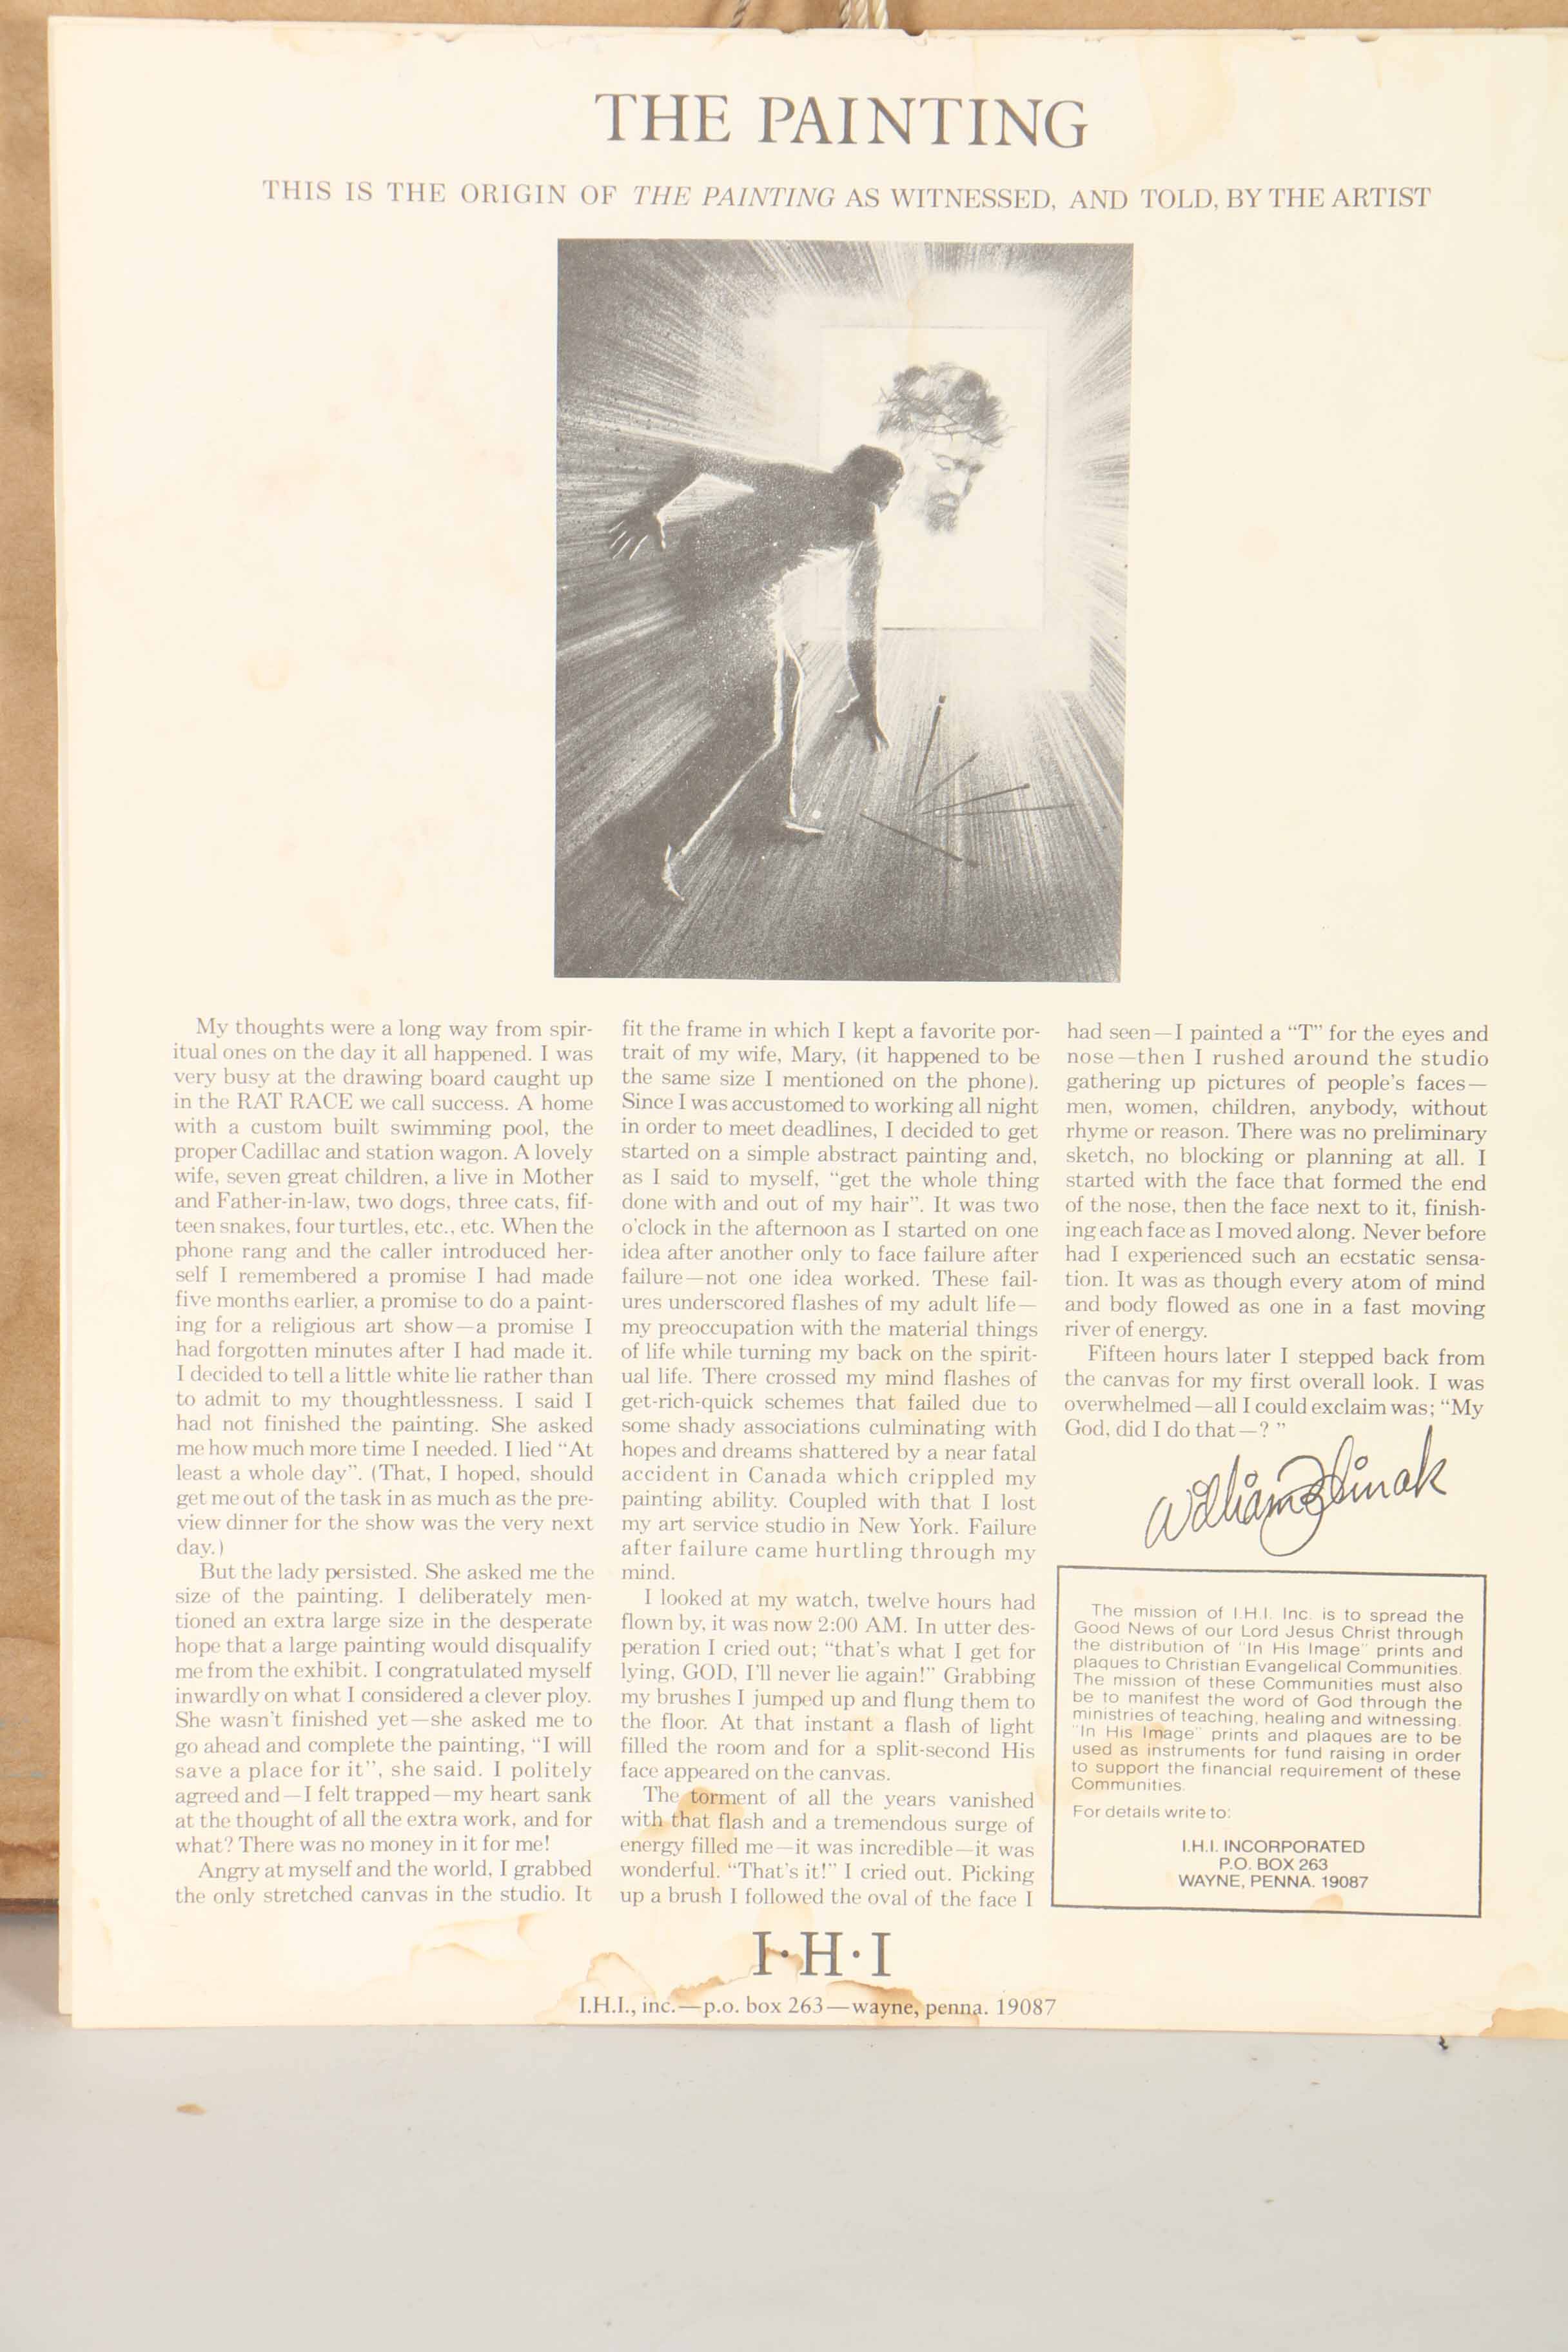 THE PAINTING
THIS IS THE ORIGIN OF THE PAINTING AS WITNESSED, AND TOLD, BY THE ARTIST
My thoughts were a long way from spir-
itual ones on the day it all happened. I was
very busy at the drawing board caught up
in the RAT RACE we call success. A home
with a custom built swimming pool, the
proper Cadillac and station wagon. A lovely
wife, seven great children, a live in Mother
and Father-in-law, two dogs, three cats, fif-
teen snakes, four turtles, etc., etc. When the
phone rang and the caller introduced her-
self I remembered a promise I had made
five months earlier, a promise to do a paint-
ing for a religious art show—a promise I
had forgotten minutes after I had made it.
I decided to tell a little white lie rather than
to admit to my thoughtlessness. I said I
had not finished the painting. She asked
me how much more time I needed. I lied “At
least a whole day”. (That, I hoped, should
get me out of the task in as much as the pre-
view dinner for the show was the very next
day.)
But the lady persisted. She asked me the
size of the painting. I deliberately men-
tioned an extra large size in the desperate
hope that a large painting would disqualify
me from the exhibit. I congratulated myself
inwardly on what I considered a clever ploy.
She wasn't finished yet—she asked me to
go ahead and complete the painting, “I will
save a place for it”, she said. I politely
agreed and—I felt trapped—my heart sank
at the thought of all the extra work, and for
what? There was no money in it for me!
Angry at myself and the world, I grabbed
the only stretched canvas in the studio. It
fit the frame in which I kept a favorite por-
trait of my wife, Mary, (it happened to be
the same size I mentioned on the phone).
Since I was accustomed to working all night
in order to meet deadlines, I decided to get
started on a simple abstract painting and,
as I said to myself, “get the whole thing
done with and out of my hair”. It was two
o'clock in the afternoon as I started on one
idea after another only to face failure after
failure—not one idea worked. These fail-
ures underscored flashes of my adult life—
my preoccupation with the material things
of life while turning my back on the spirit-
ual life. There crossed my mind flashes of
get-rich-quick schemes that failed due to
some shady associations culminating with
hopes and dreams shattered by a near fatal
accident in Canada which crippled my
painting ability. Coupled with that I lost
my art service studio in New York. Failure
after failure came hurtling through my
mind.
I looked at my watch, twelve hours had
flown by, it was now 2:00 AM. In utter des-
peration I cried out; “that's what I get for
lying, GOD, I'll never lie again!” Grabbing
my brushes I jumped up and flung them to
the floor. At that instant a flash of light
filled the room and for a split-second His
face appeared on the canvas.
The torment of all the years vanished
with that flash and a tremendous surge of
energy filled me—it was incredible—it was
wonderful. “That's it!” I cried out. Picking
up a brush I followed the oval of the face I
had seen—I painted a “T” for the eyes and
nose—then I rushed around the studio
gathering up pictures of people's faces—
men, women, children, anybody, without
rhyme or reason. There was no preliminary
sketch, no blocking or planning at all. I
started with the face that formed the end
of the nose, then the face next to it, finish-
ing each face as I moved along. Never before
had I experienced such an ecstatic sensa-
tion. It was as though every atom of mind
and body flowed as one in a fast moving
river of energy.
Fifteen hours later I stepped back from
the canvas for my first overall look. I was
overwhelmed—all I could exclaim was; “My
God, did I do that—?”
William
The mission of I.H.I. Inc. is to spread the
Good News of our Lord Jesus Christ through
the distribution of "In His Image" prints and
plaques to Christian Evangelical Communities.
The mission of these Communities must also
be to manifest the word of God through the
ministries of teaching, healing and witnessing.
"In His Image" prints and plaques are to be
used as instruments for fund raising in order
to support the financial requirement of these
Communities.
For details write to:
I.H.I. INCORPORATED
P.O. BOX 263
WAYNE, PENNA. 19087
I·H·I
I.H.I., inc.—p.o. box 263—wayne, penna. 19087